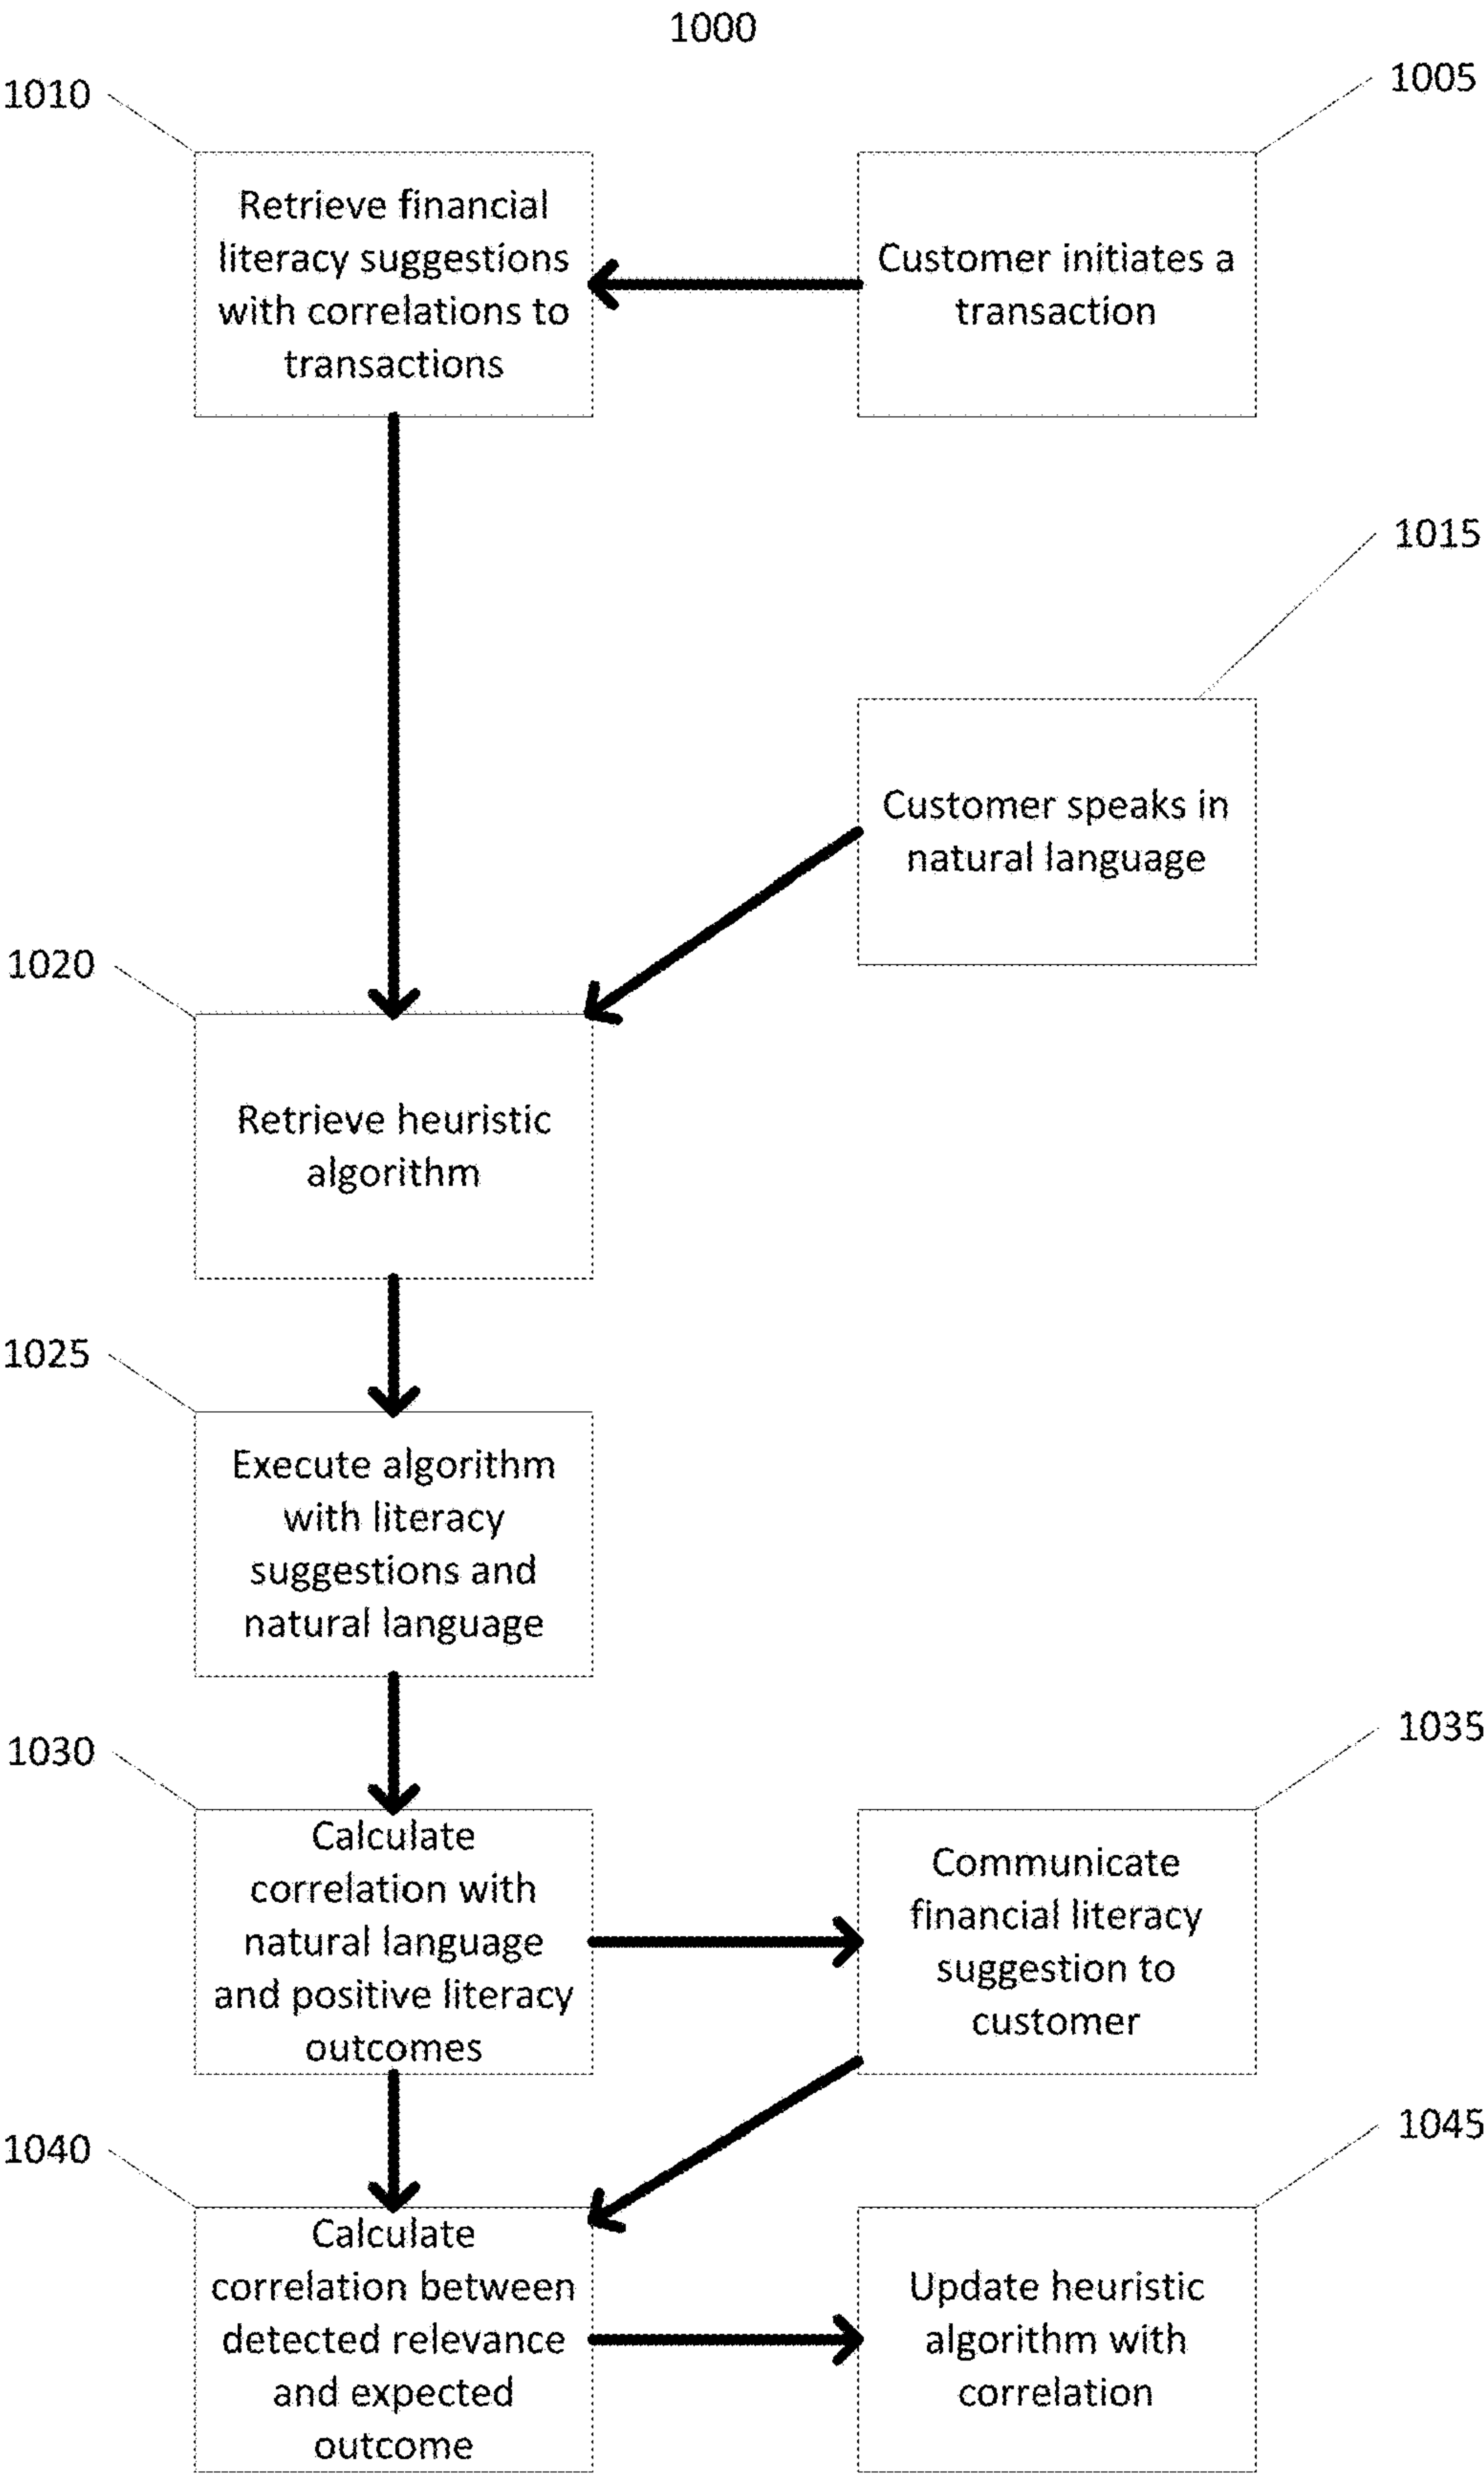 1000
1010
1005
Retrieve financial
literacy suggestions
with correlations to
transactions
Customer initiates a
transaction
1015
Customer speaks in
natural language
1020
Retrieve heuristic
algorithm
1025
Execute algorithm
with literacy
suggestions and
natural language
1030
1035
Calculate
correlation with
natural language
and positive literacy
outcomes
Communicate
financial literacy
suggestion to
customer
1040
1045
Calculate
correlation between
detected relevance
and expected
outcome
Update heuristic
algorithm with
correlation